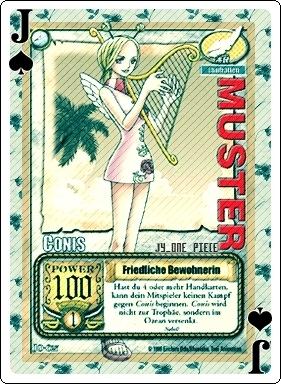 J
MUSTER
CONIS
JY_ONE PIECE
POWER
100
1
Friedliche Bewohnerin
Hast du 4 oder mehr Handkarten,
kann dein Mitspieler keinen Kampf
gegen Conis beginnen. Conis wird
nicht zur Trophäe, sondern im
Ozean versenkt.
J